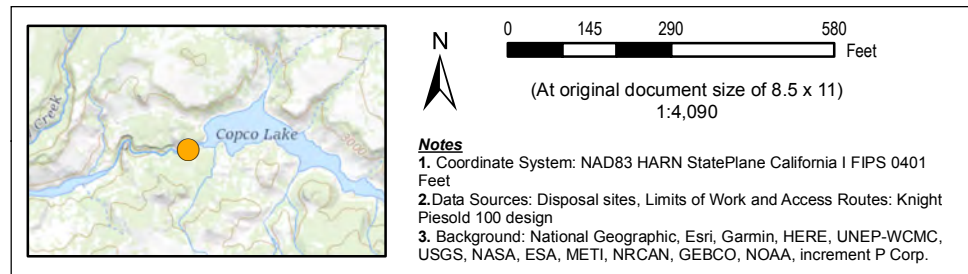 Creek
Copco Lake
3000
N
0 145 290 580
Feet
(At original document size of 8.5 x 11)
1:4,090
Notes
1. Coordinate System: NAD83 HARN StatePlane California I FIPS 0401
Feet
2.Data Sources: Disposal sites, Limits of Work and Access Routes: Knight
Piesold 100 design
3. Background: National Geographic, Esri, Garmin, HERE, UNEP-WCMC,
USGS, NASA, ESA, METI, NRCAN, GEBCO, NOAA, increment P Corp.